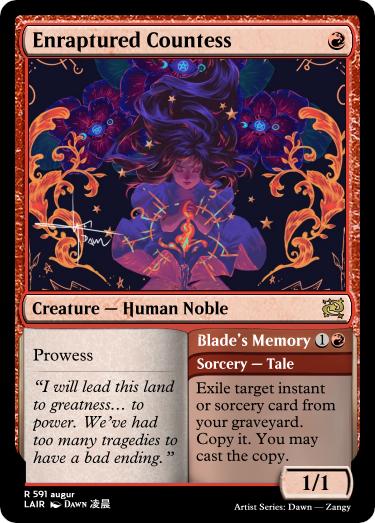 Enraptured Countess
Dawn
Creature — Human Noble
Prowess
“I will lead this land
to greatness… to
power. We’ve had
too many tragedies to
have a bad ending.”
Blade’s Memory 1
Sorcery — Tale
Exile target instant
or sorcery card from
your graveyard.
Copy it. You may
cast the copy.
1/1
R 591 augur
LAIR DAWN 凌晨
Artist Series: Dawn — Zangy